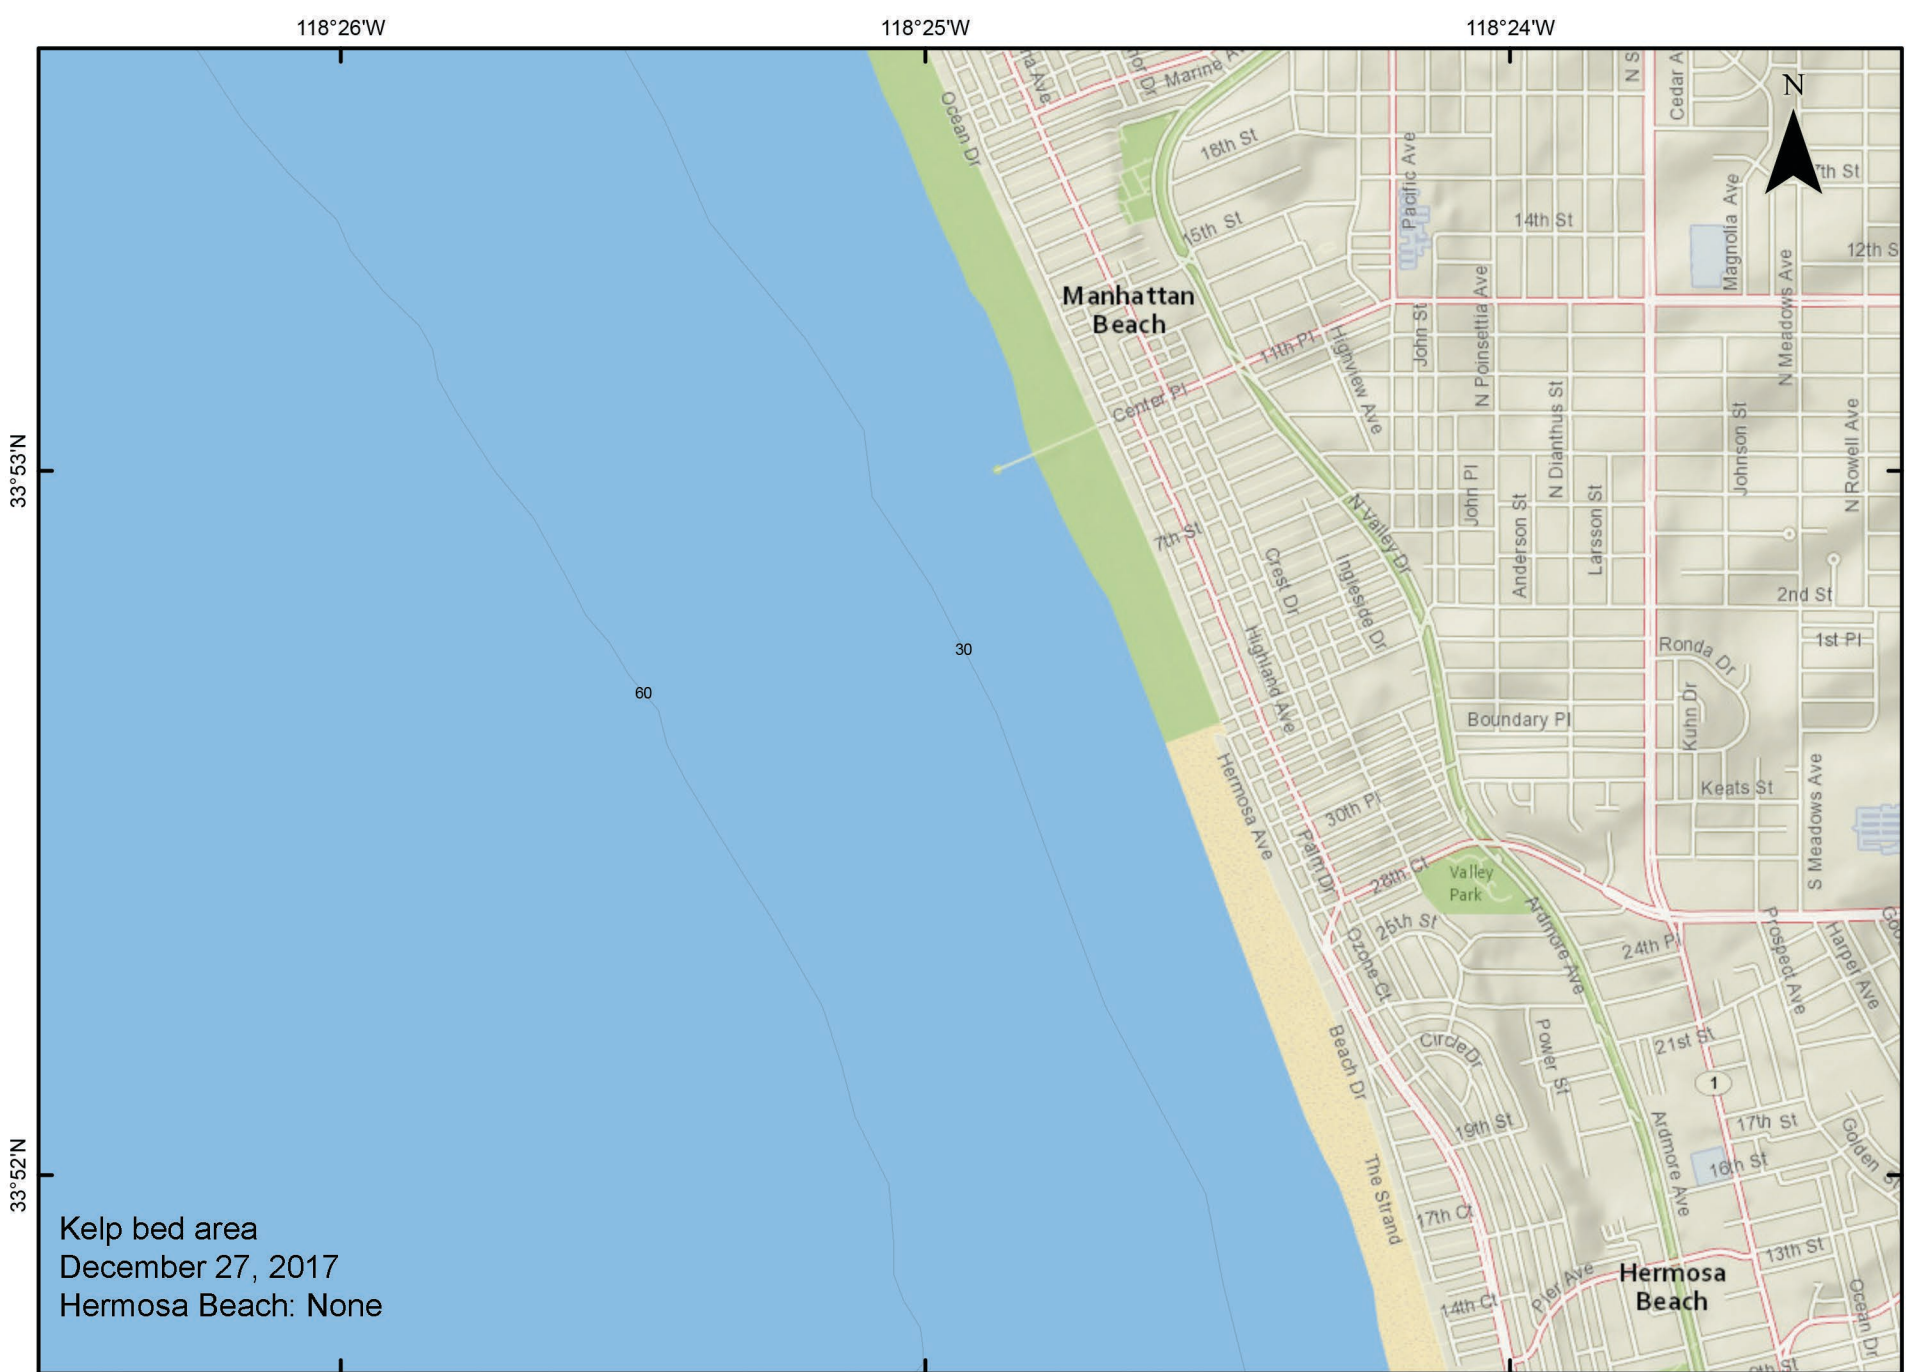 118°26'W
118°25'W
118°24'W
33°53'N
33°52'N
N
Ocean Dr
Marine
18th St
15th St
Pacific Ave
14th St
Cedar A
N S
7th St
Magnolia Ave
12th S
Manhattan
Beach
11th Pl
Center Pl
Highview Ave
John St
N Poinsettia Ave
N Meadows Ave
N Dianthus St
Johnson St
N Rowell Ave
John Pl
Anderson St
Larsson St
N Valley Dr
7th St
Crest Dr
Ingleside Dr
Highland Ave
2nd St
1st Pl
Ronda Dr
Kuhn Dr
Boundary Pl
Keats St
S Meadows Ave
30
60
Hermosa Ave
30th Pl
Palm Dr
28th Ct
Valley
Park
Ardmore Ave
25th St
Ozone Ct
24th Pl
Prospect Ave
Harper Ave
Beach Dr
Circle Dr
Power St
21st St
1
19th St
Ardmore Ave
17th St
16th St
Golden
The Strand
17th Ct
14th Ct
Pier Ave
13th St
Hermosa
Beach
Ocean Dr
Kelp bed area
December 27, 2017
Hermosa Beach: None